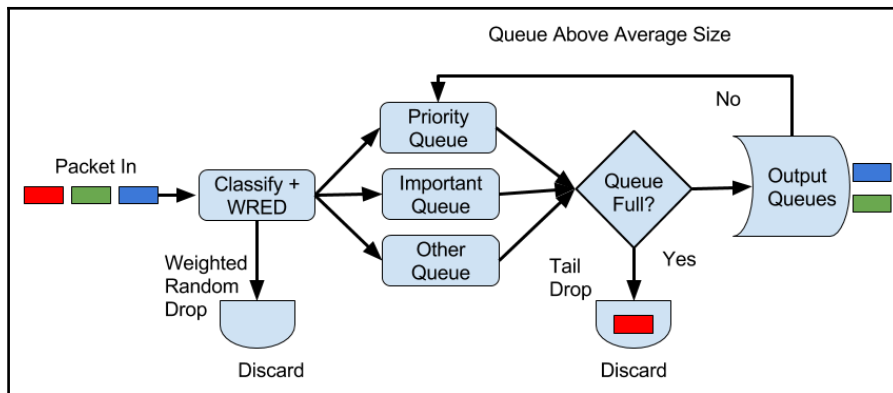 Queue Above Average Size
No
Priority
Queue
Packet In
Classify +
WRED
Important
Queue
Queue
Full?
Output
Queues
Other
Queue
Weighted
Random
Drop
Tail
Drop
Yes
Discard
Discard